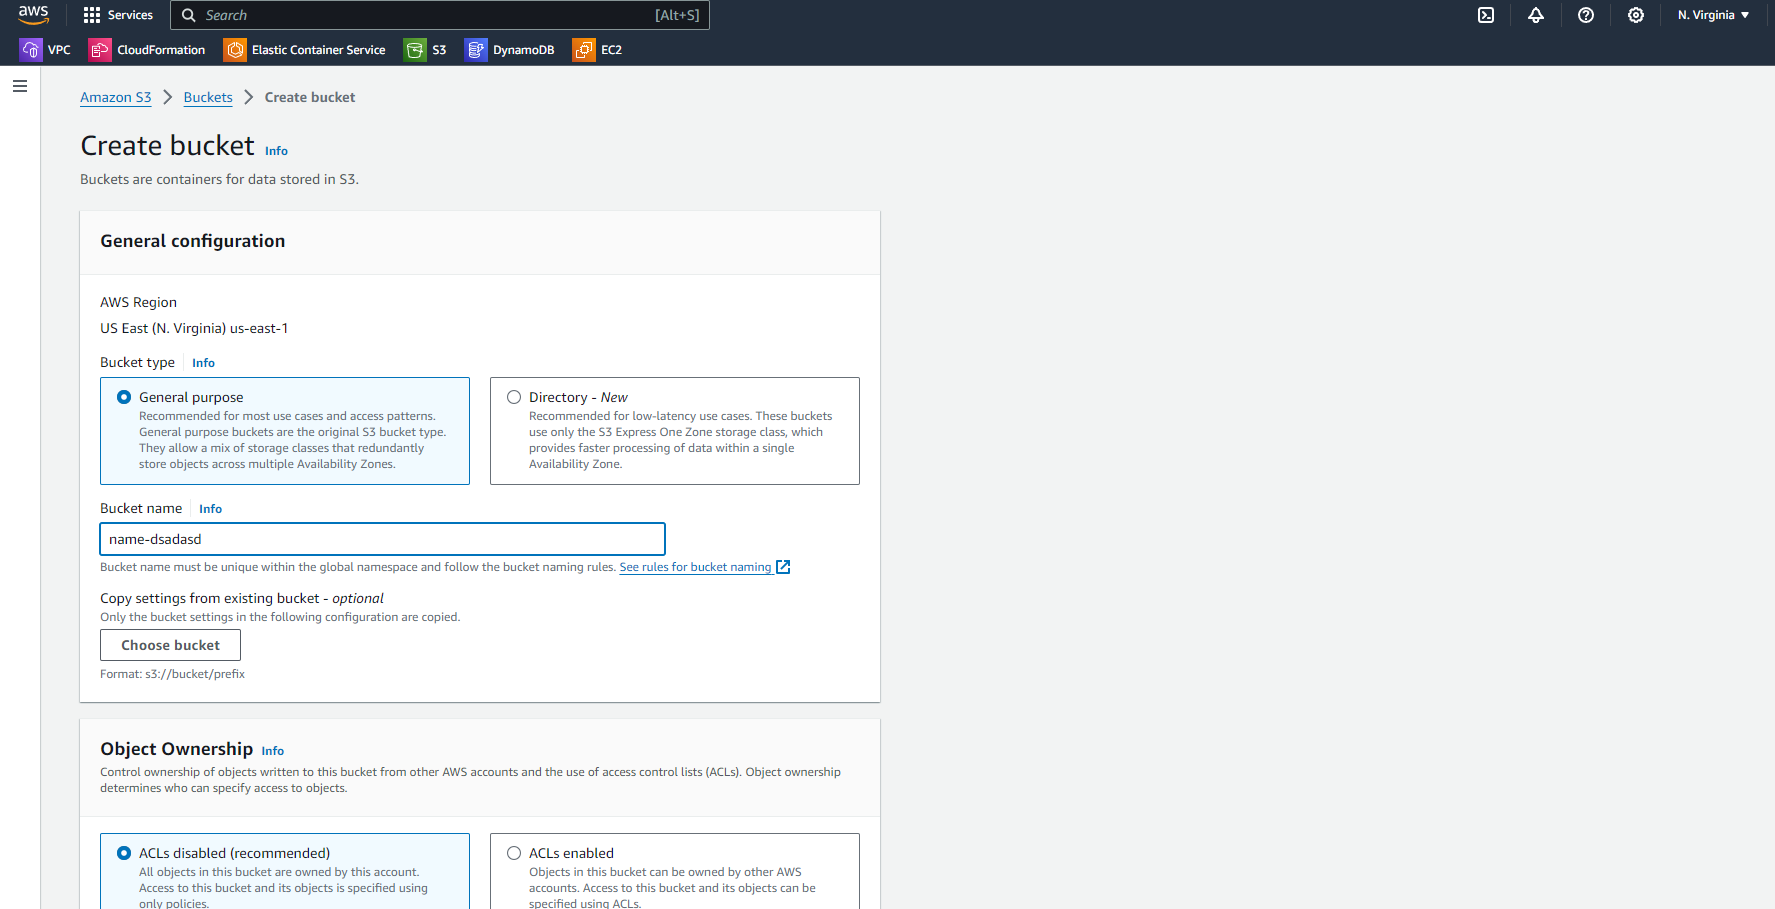 aws
Services
Search [Alt+S]
N. Virginia
VPC CloudFormation Elastic Container Service S3 DynamoDB EC2
Amazon S3 Buckets Create bucket
Create bucket Info
Buckets are containers for data stored in S3.
General configuration
AWS Region
US East (N. Virginia) us-east-1
Bucket type Info
General purpose
Recommended for most use cases and access patterns.
General purpose buckets are the original S3 bucket type.
They allow a mix of storage classes that redundantly
store objects across multiple Availability Zones.
Directory - New
Recommended for low-latency use cases. These buckets
use only the S3 Express One Zone storage class, which
provides faster processing of data within a single
Availability Zone.
Bucket name Info
name-dsadasd
Bucket name must be unique within the global namespace and follow the bucket naming rules. See rules for bucket naming
Copy settings from existing bucket - optional
Only the bucket settings in the following configuration are copied.
Choose bucket
Format: s3://bucket/prefix
Object Ownership Info
Control ownership of objects written to this bucket from other AWS accounts and the use of access control lists (ACLs). Object ownership
determines who can specify access to objects.
ACLs disabled (recommended)
All objects in this bucket are owned by this account.
Access to this bucket and its objects is specified using
only policies.
ACLs enabled
Objects in this bucket can be owned by other AWS
accounts. Access to this bucket and its objects can be
specified using ACLs.